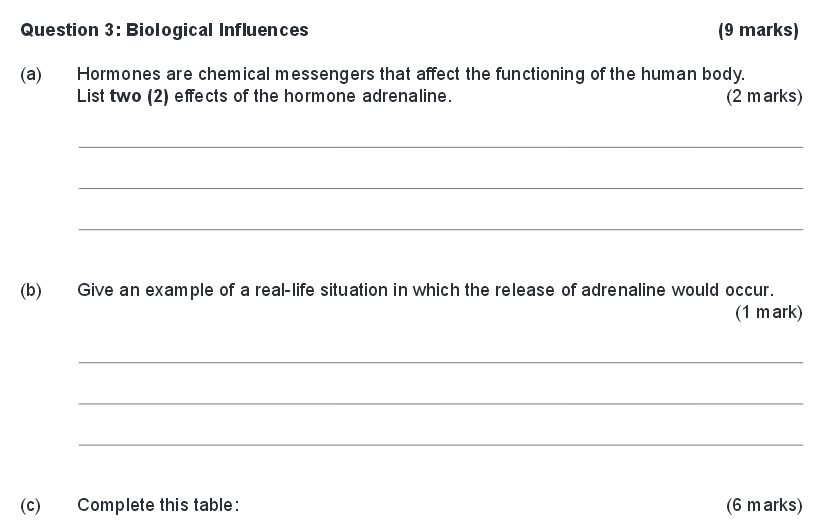 Question 3: Biological Influences (9 marks)
(a) Hormones are chemical messengers that affect the functioning of the human body.
List two (2) effects of the hormone adrenaline. (2 marks)
(b) Give an example of a real-life situation in which the release of adrenaline would occur.
(1 mark)
(c) Complete this table: (6 marks)